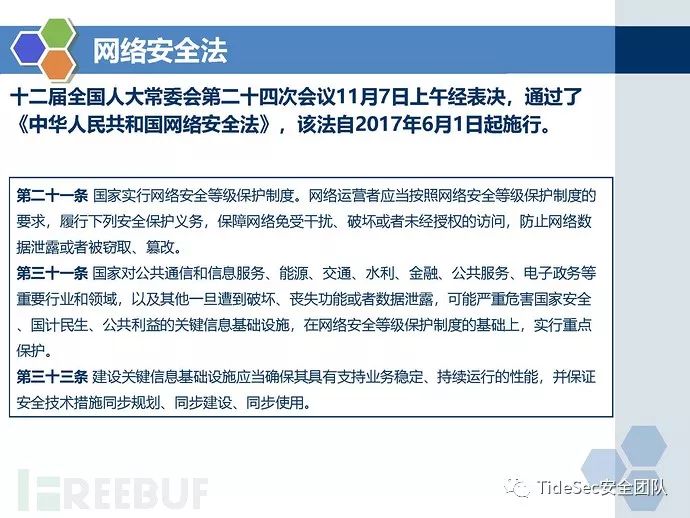 网络安全法
十二届全国人大常委会第二十四次会议11月7日上午经表决，通过了
《中华人民共和国网络安全法》，该法自2017年6月1日起施行。
第二十一条 国家实行网络安全等级保护制度。网络运营者应当按照网络安全等级保护制度的
要求，履行下列安全保护义务，保障网络免受干扰、破坏或者未经授权的访问，防止网络数
据泄露或者被窃取、篡改。
第三十一条 国家对公共通信和信息服务、能源、交通、水利、金融、公共服务、电子政务等
重要行业和领域，以及其他一旦遭到破坏、丧失功能或者数据泄露，可能严重危害国家安全
、国计民生、公共利益的关键信息基础设施，在网络安全等级保护制度的基础上，实行重点
保护。
第三十三条 建设关键信息基础设施应当确保其具有支持业务稳定、持续运行的性能，并保证
安全技术措施同步规划、同步建设、同步使用。
FREEBUF
TideSec安全团队